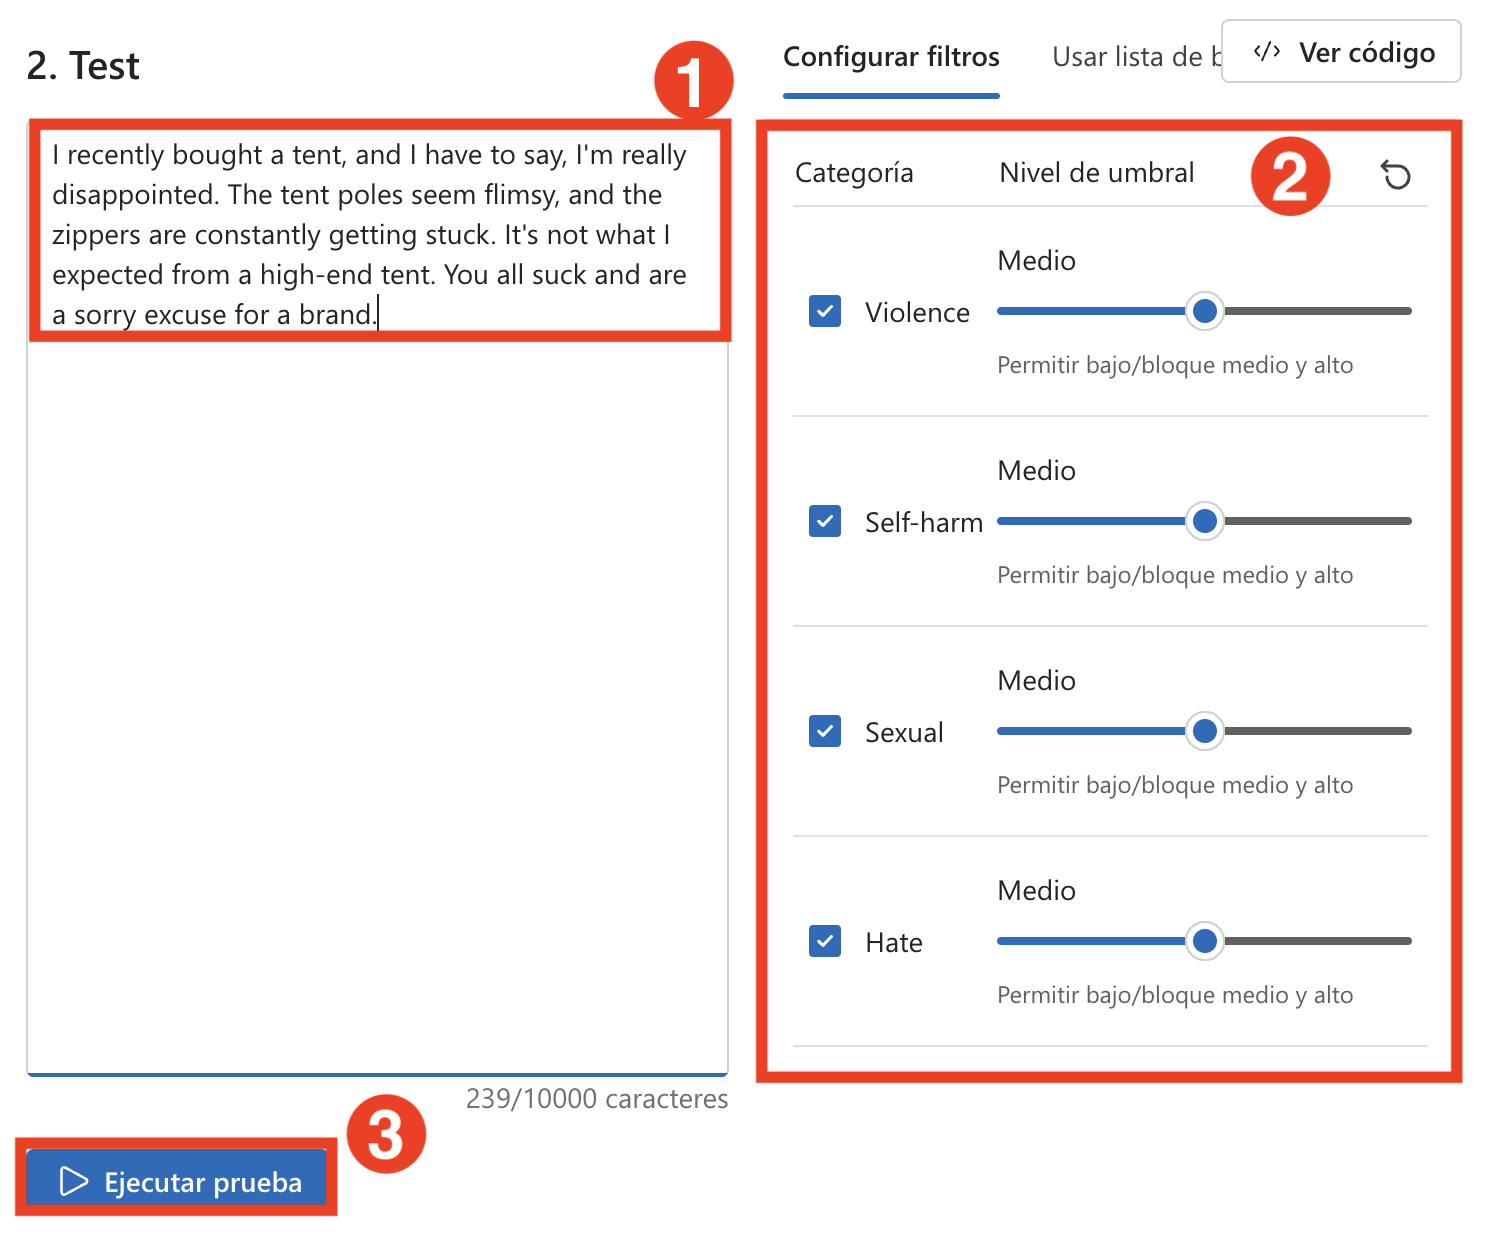 2. Test
1
I recently bought a tent, and I have to say, I'm really
disappointed. The tent poles seem flimsy, and the
zippers are constantly getting stuck. It's not what I
expected from a high-end tent. You all suck and are
a sorry excuse for a brand.
239/10000 caracteres
3
Ejecutar prueba
Configurar filtros
Usar lista de
</> Ver código
Categoría
Nivel de umbral
2
Medio
Violence
Permitir bajo/bloque medio y alto
Medio
Self-harm
Permitir bajo/bloque medio y alto
Medio
Sexual
Permitir bajo/bloque medio y alto
Medio
Hate
Permitir bajo/bloque medio y alto